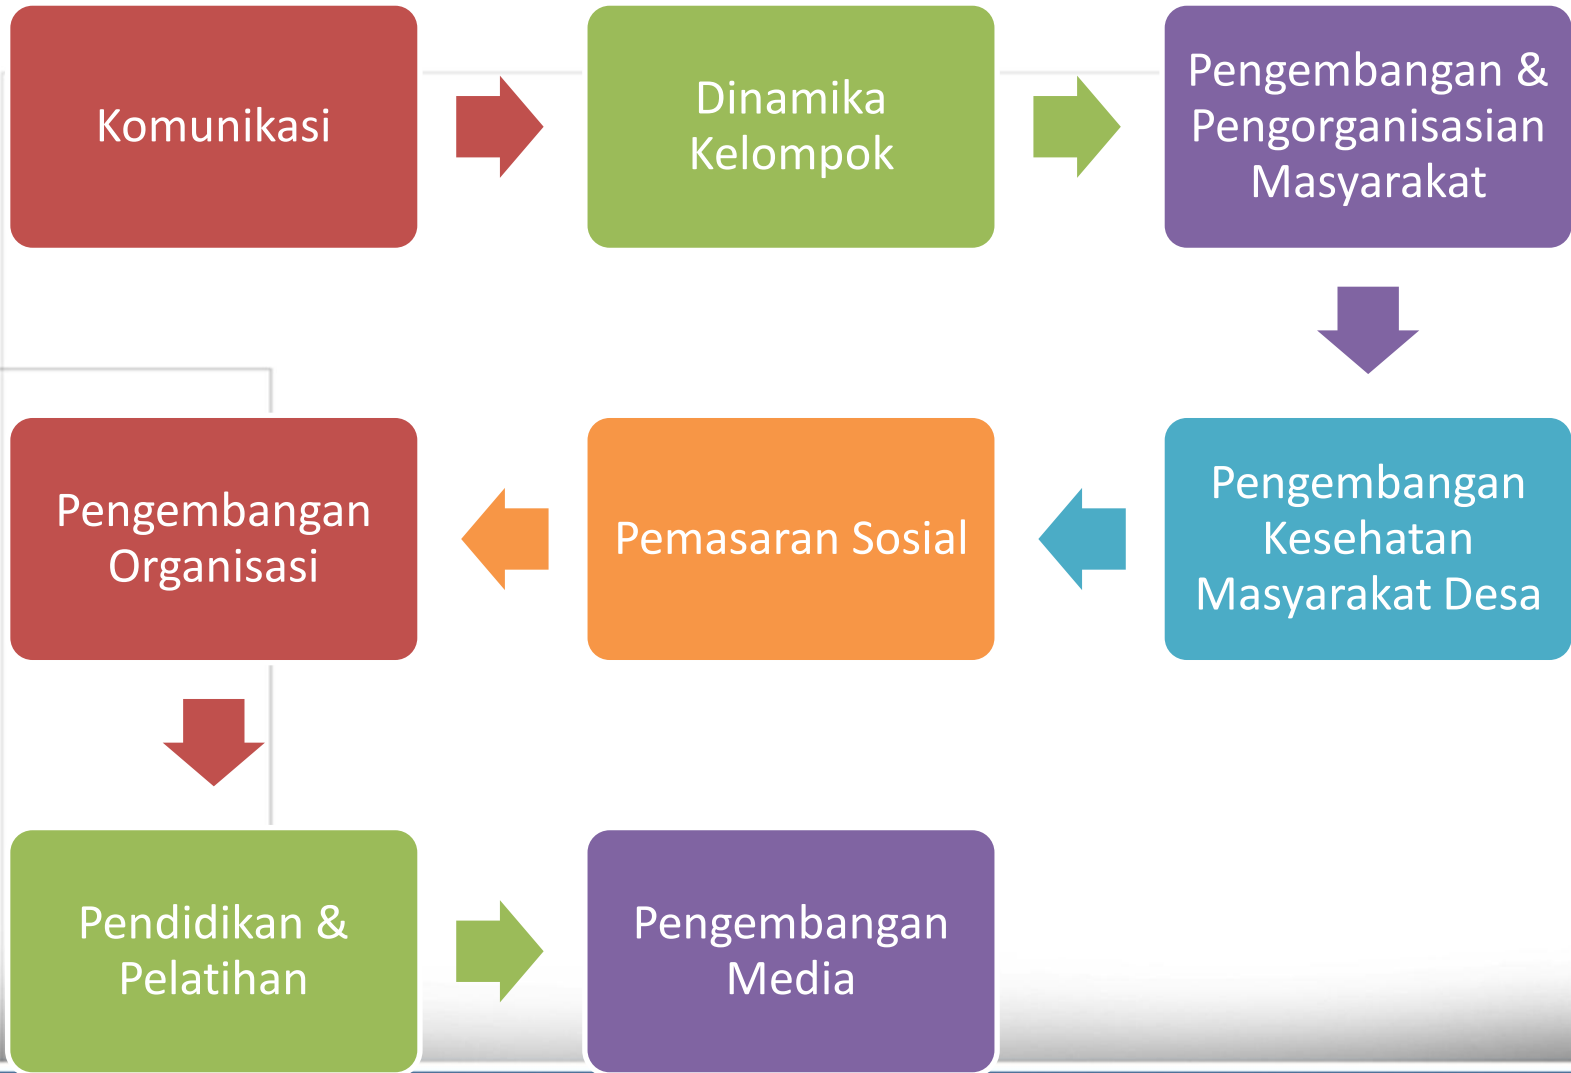 Komunikasi
Dinamika
Kelompok
Pengembangan &
Pengorganisasian
Masyarakat
Pengembangan
Kesehatan
Masyarakat Desa
Pemasaran Sosial
Pengembangan
Organisasi
Pendidikan &
Pelatihan
Pengembangan
Media